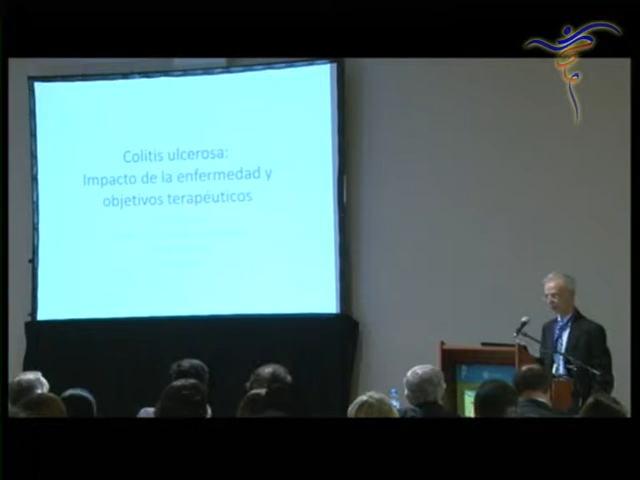 Colitis ulcerosa:
Impacto de la enfermedad y
objetivos terapéuticos